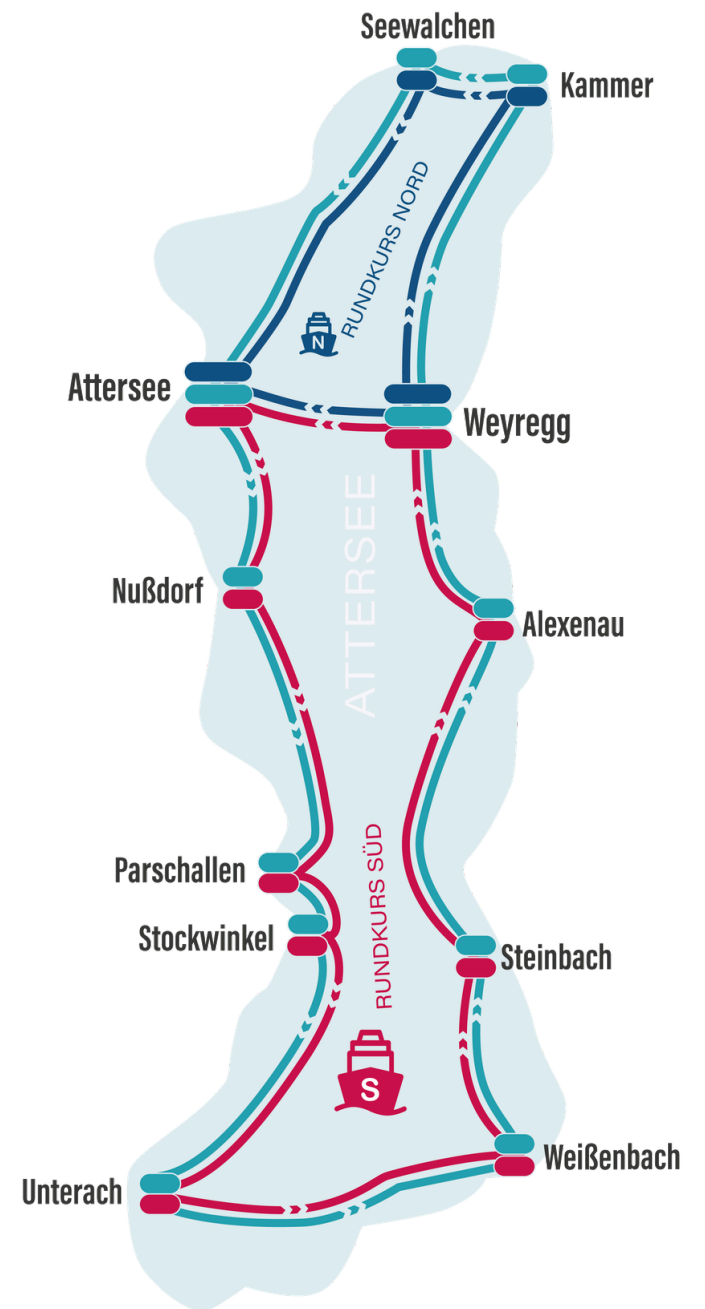 Seewalchen
Kammer
RUNDKURS NORD
N
Attersee
Weyregg
ATTERSEE
Nußdorf
Alexenau
RUNDKURS SÜD
Parschallen
Stockwinkel
Steinbach
S
Weißenbach
Unterach